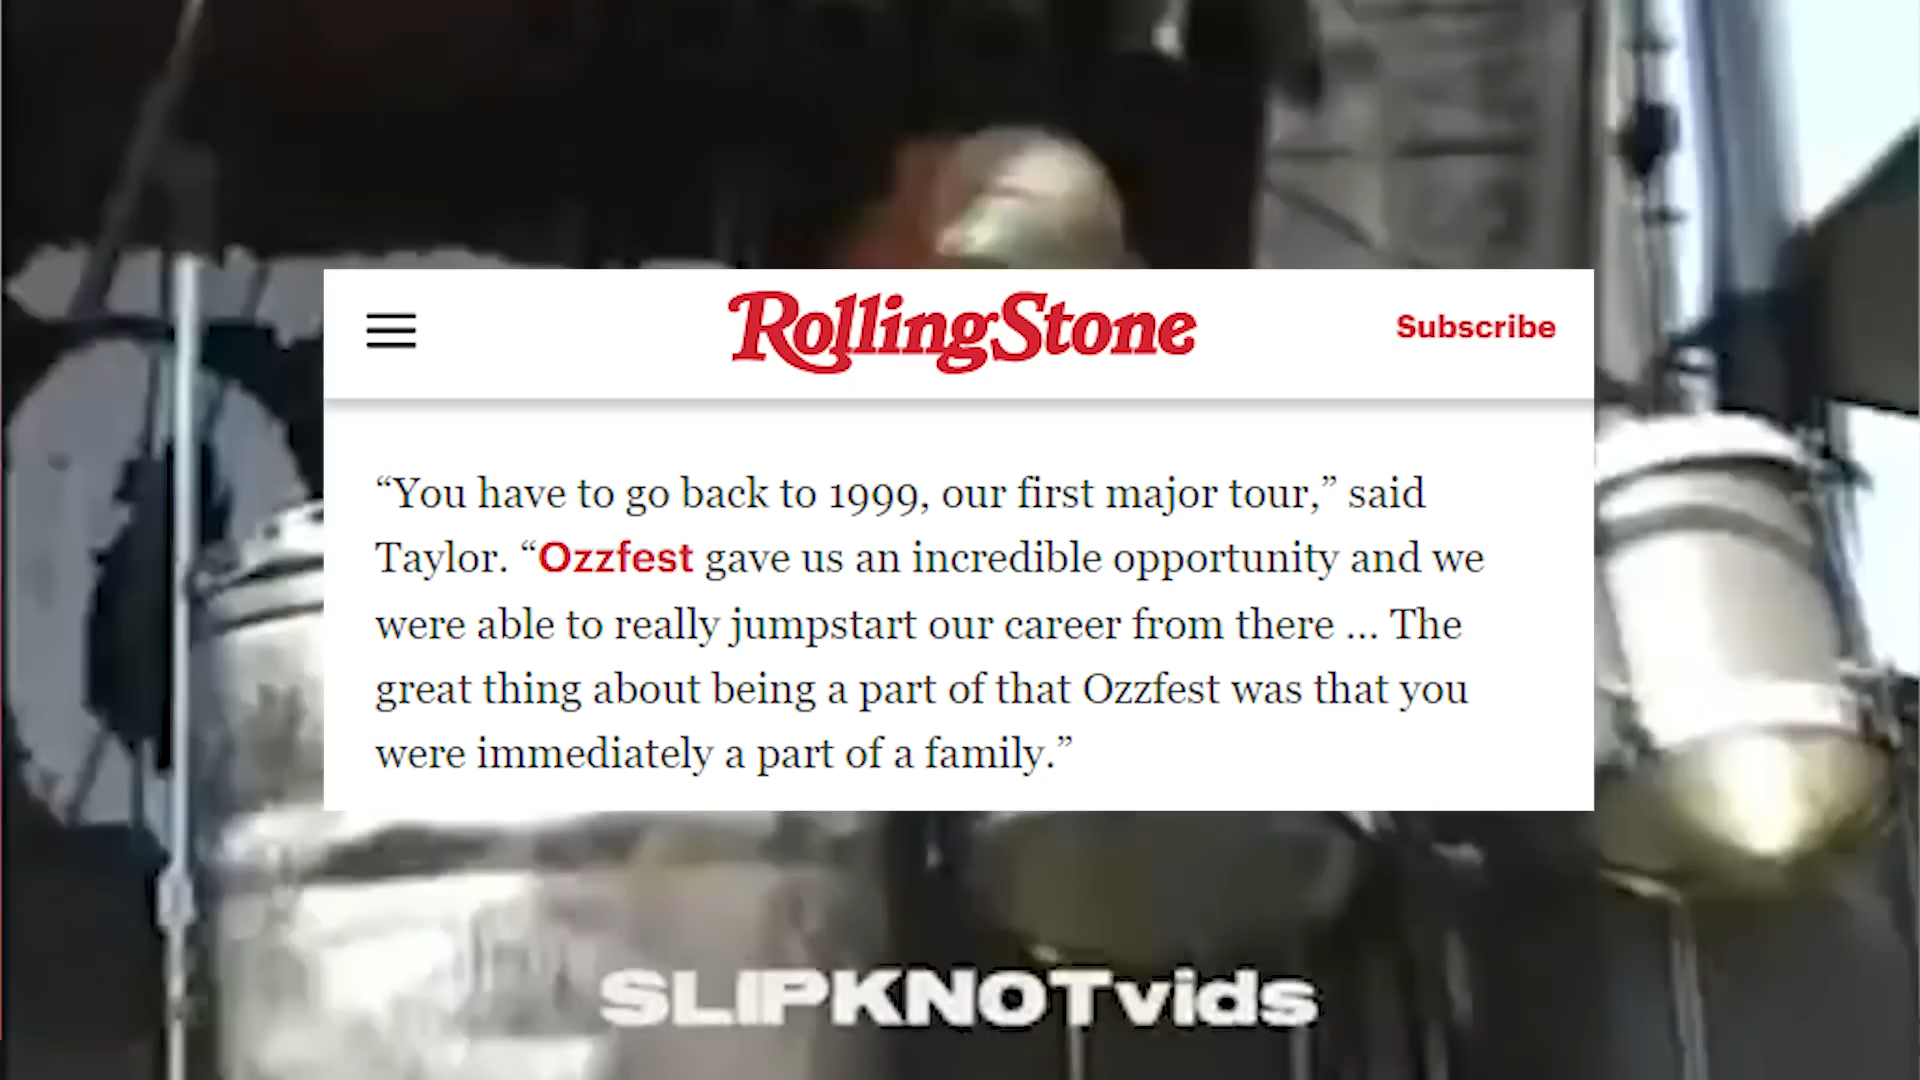 RollingStone
Subscribe
“You have to go back to 1999, our first major tour,” said
Taylor. “Ozzfest gave us an incredible opportunity and we
were able to really jumpstart our career from there ... The
great thing about being a part of that Ozzfest was that you
were immediately a part of a family.”
SLIPKNOTvids